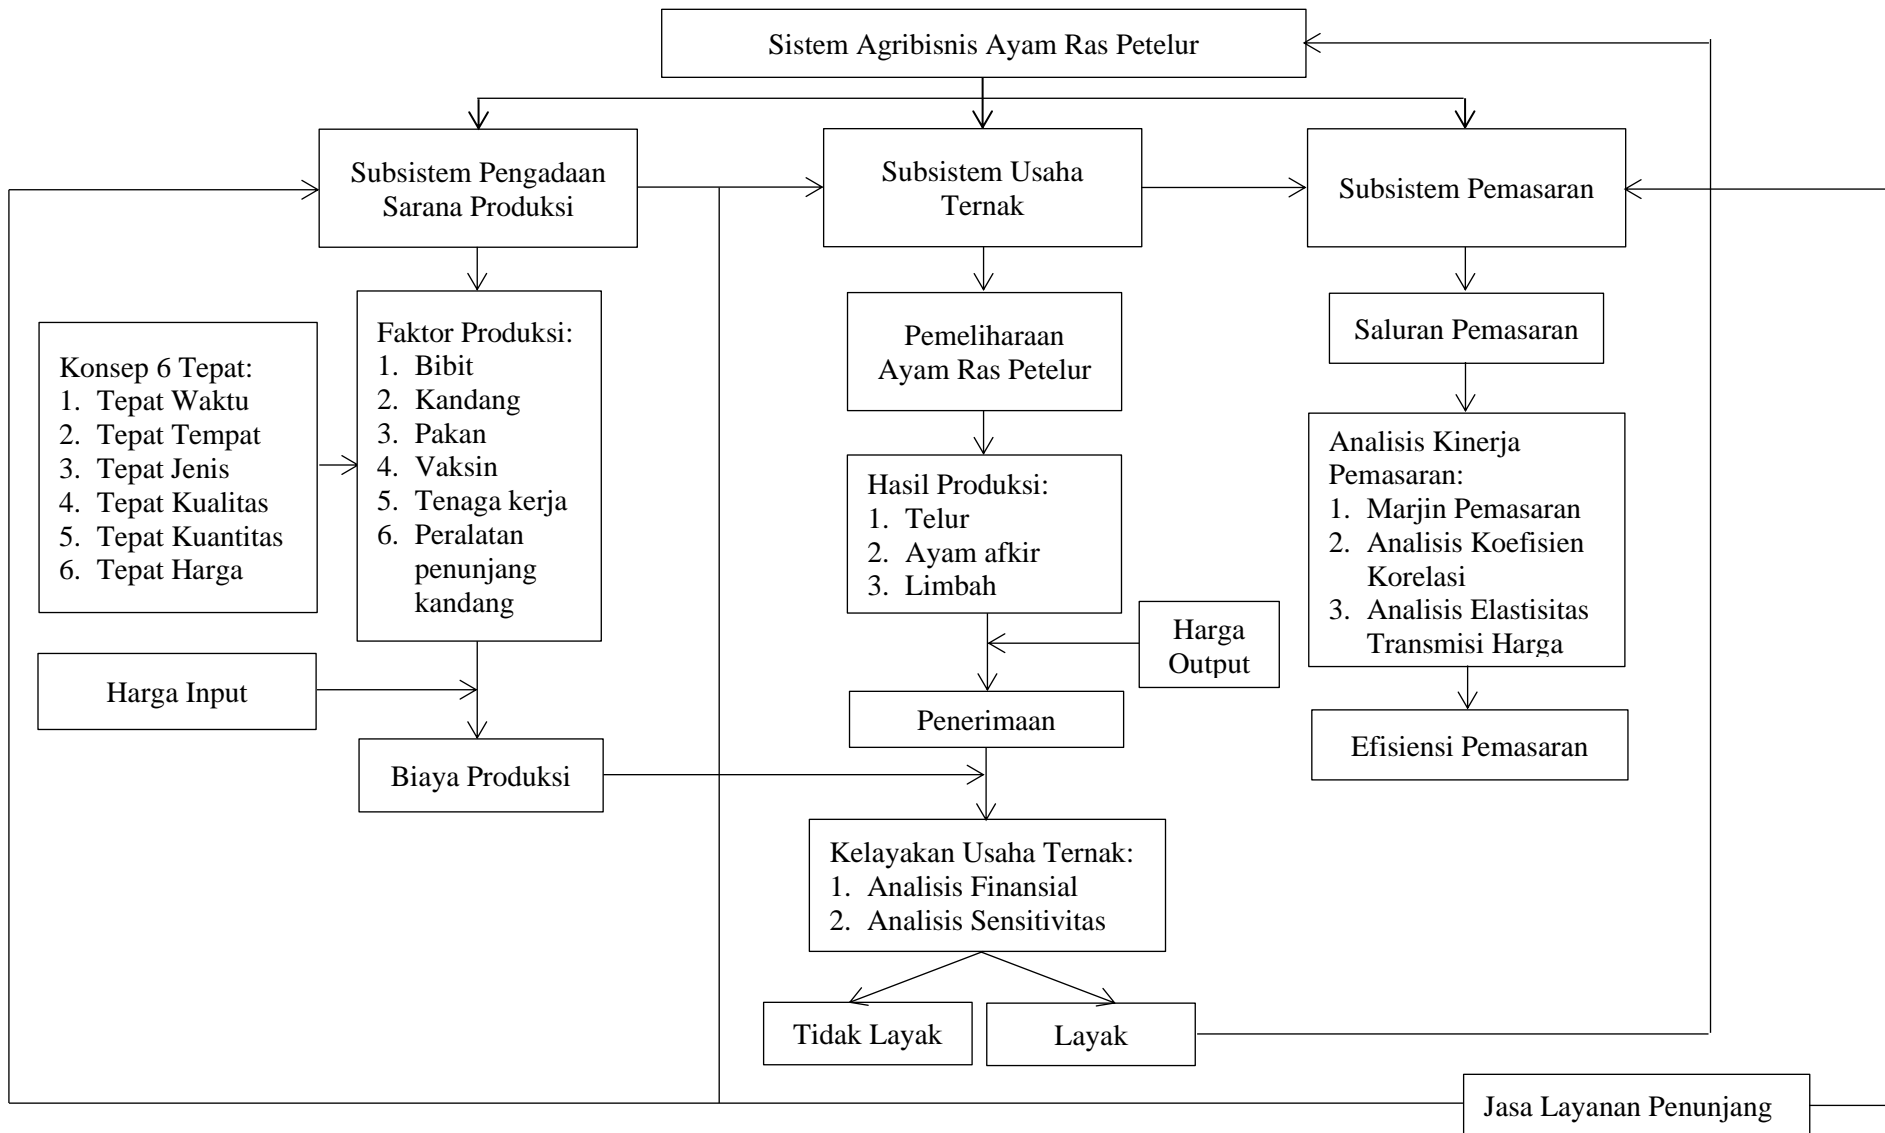 Sistem Agribisnis Ayam Ras Petelur
Subsistem Pengadaan
Sarana Produksi
Subsistem Usaha
Ternak
Subsistem Pemasaran
Konsep 6 Tepat:
1. Tepat Waktu
2. Tepat Tempat
3. Tepat Jenis
4. Tepat Kualitas
5. Tepat Kuantitas
6. Tepat Harga
Faktor Produksi:
1. Bibit
2. Kandang
3. Pakan
4. Vaksin
5. Tenaga kerja
6. Peralatan
penunjang
kandang
Pemeliharaan
Ayam Ras Petelur
Saluran Pemasaran
Hasil Produksi:
1. Telur
2. Ayam afkir
3. Limbah
Analisis Kinerja
Pemasaran:
1. Marjin Pemasaran
2. Analisis Koefisien
Korelasi
3. Analisis Elastisitas
Transmisi Harga
Harga
Output
Harga Input
Penerimaan
Efisiensi Pemasaran
Biaya Produksi
Kelayakan Usaha Ternak:
1. Analisis Finansial
2. Analisis Sensitivitas
Tidak Layak
Layak
Jasa Layanan Penunjang